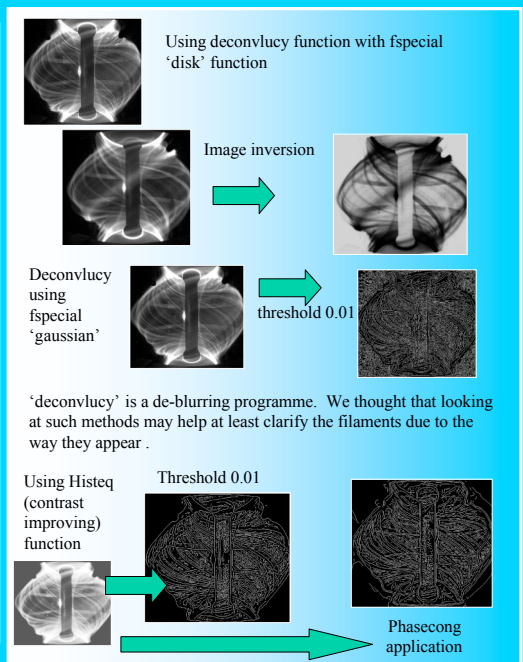 Using deconvlucy function with fspecial
‘disk’ function
Image inversion
Deconvlucy
using
fspecial
‘gaussian’
threshold 0.01
‘deconvlucy’ is a de-blurring programme. We thought that looking
at such methods may help at least clarify the filaments due to the
way they appear .
Using Histeq
(contrast
improving)
function
Threshold 0.01
Phasecong
application